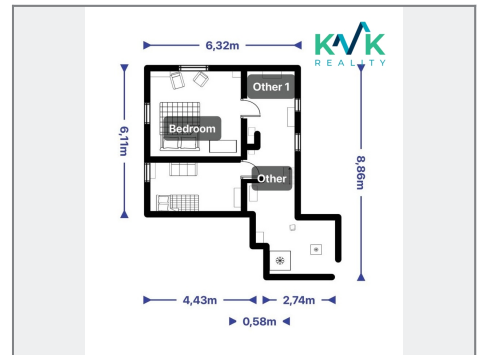 KVK
REALITY
6,32m
Other 1
Bedroom
6,11m
8,86m
Other
4,43m
2,74m
0,58m